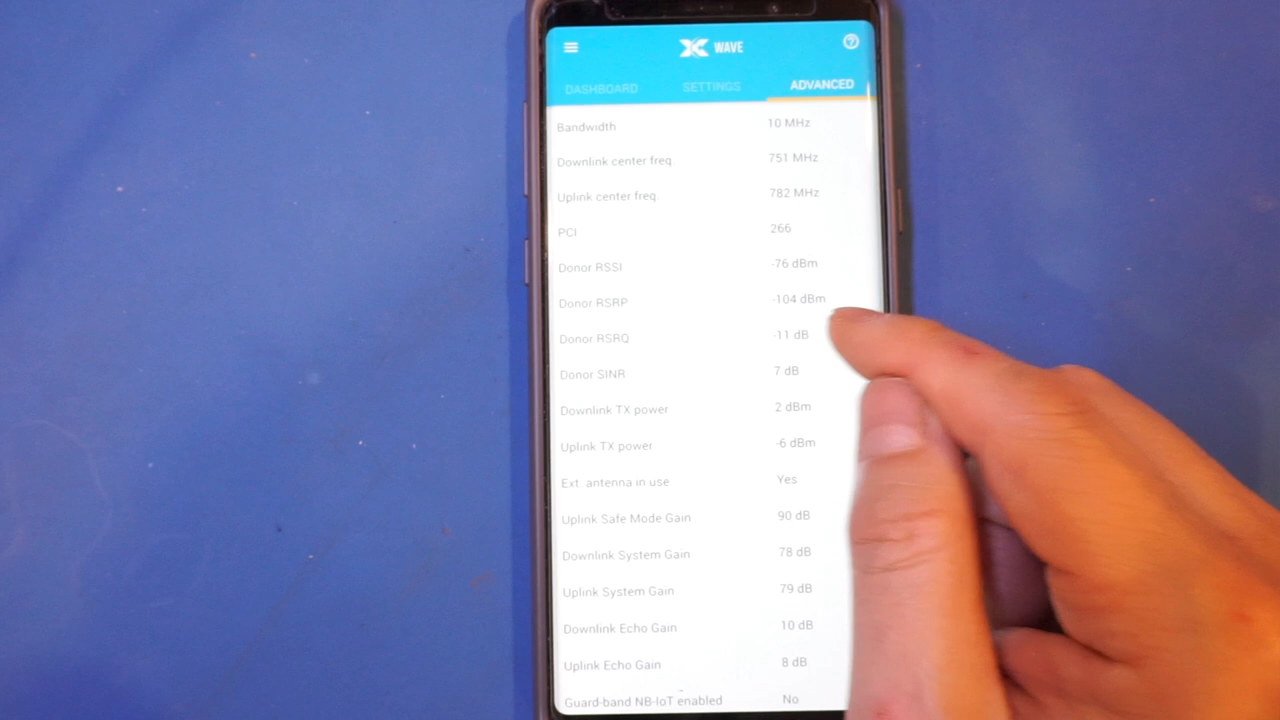 WAVE
DASHBOARD SETTINGS ADVANCED
Bandwidth 10 MHz
Downlink center freq. 751 MHz
Uplink center freq. 782 MHz
PCI 266
Donor RSSI -76 dBm
Donor RSRP -104 dBm
Donor RSRQ -11 dB
Donor SINR 7 dB
Downlink TX power 2 dBm
Uplink TX power -6 dBm
Ext. antenna in use Yes
Uplink Safe Mode Gain 90 dB
Downlink System Gain 78 dB
Uplink System Gain 79 dB
Downlink Echo Gain 10 dB
Uplink Echo Gain 8 dB
Guard-band NB-IoT enabled No